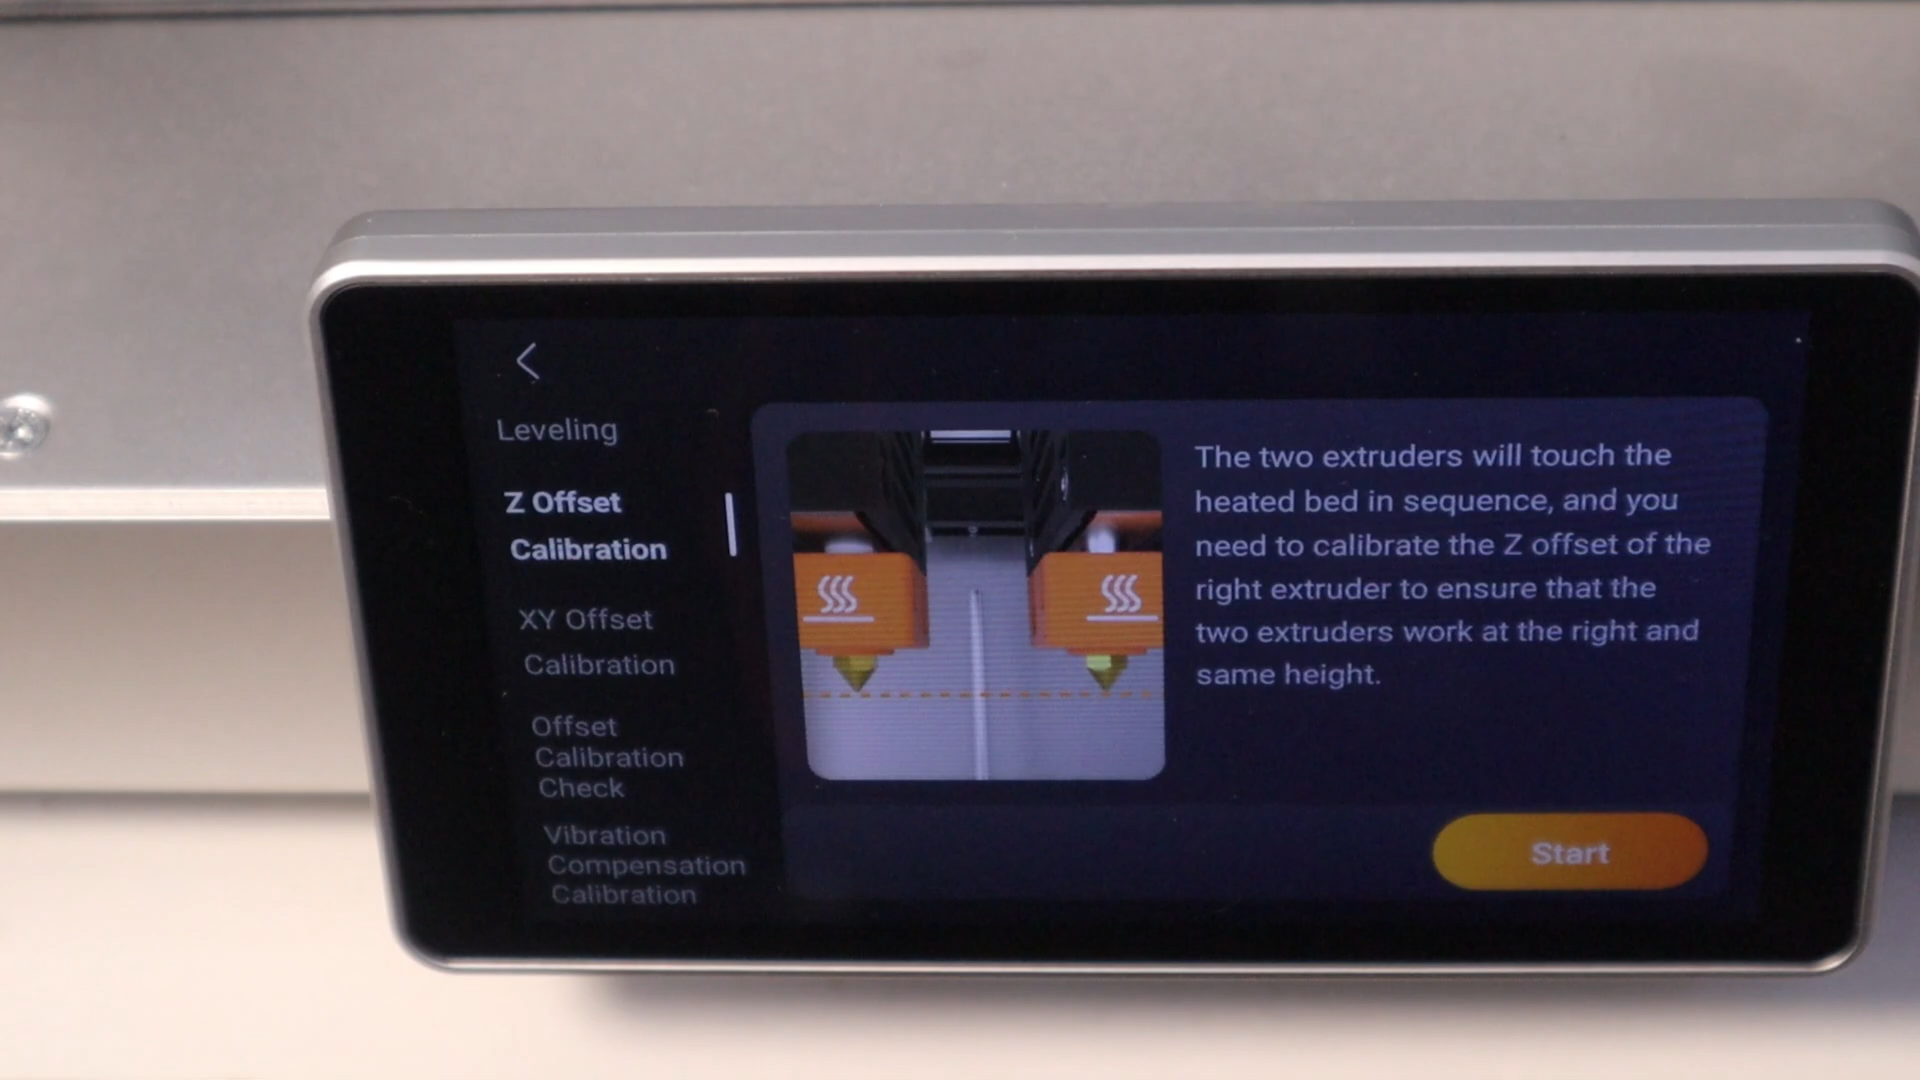 Leveling
Z Offset
Calibration
XY Offset
Calibration
Offset
Calibration
Check
Vibration
Compensation
Calibration
The two extruders will touch the
heated bed in sequence, and you
need to calibrate the Z offset of the
right extruder to ensure that the
two extruders work at the right and
same height.
Start